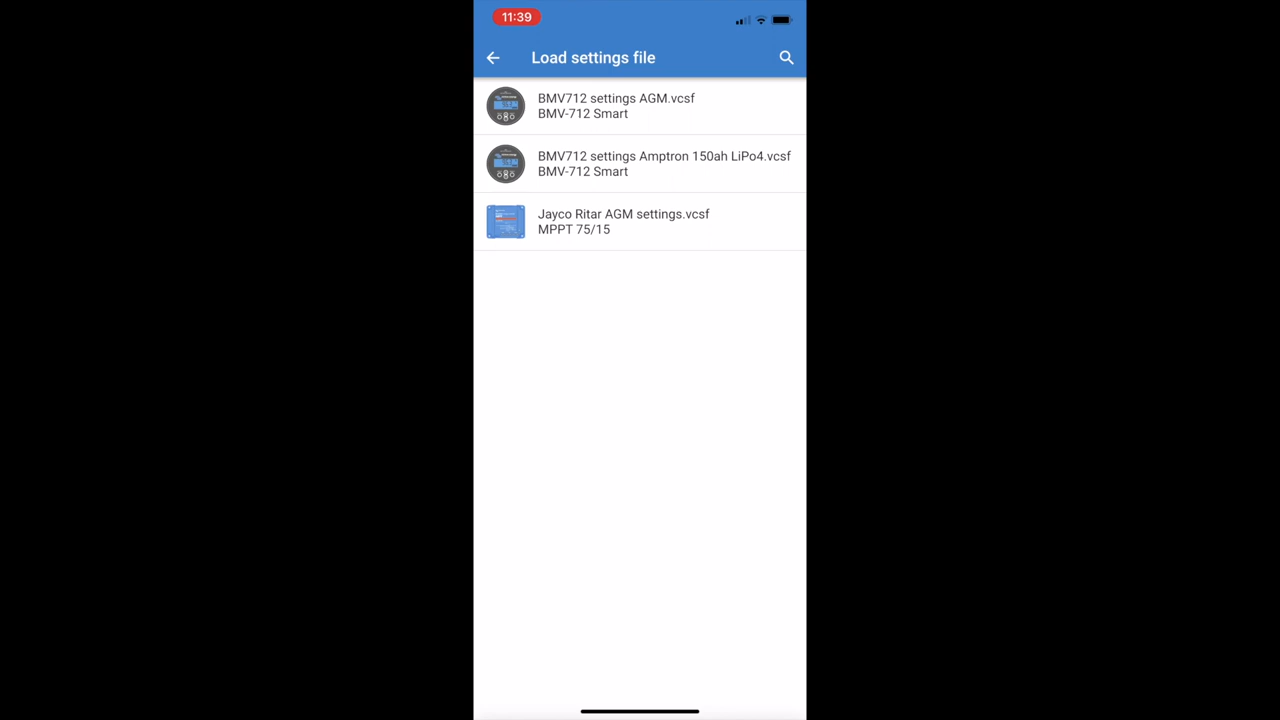 11:39
Load settings file
BMV712 settings AGM.vcsf
BMV-712 Smart
BMV712 settings Amptron 150ah LiPo4.vcsf
BMV-712 Smart
Jayco Ritar AGM settings.vcsf
MPPT 75/15